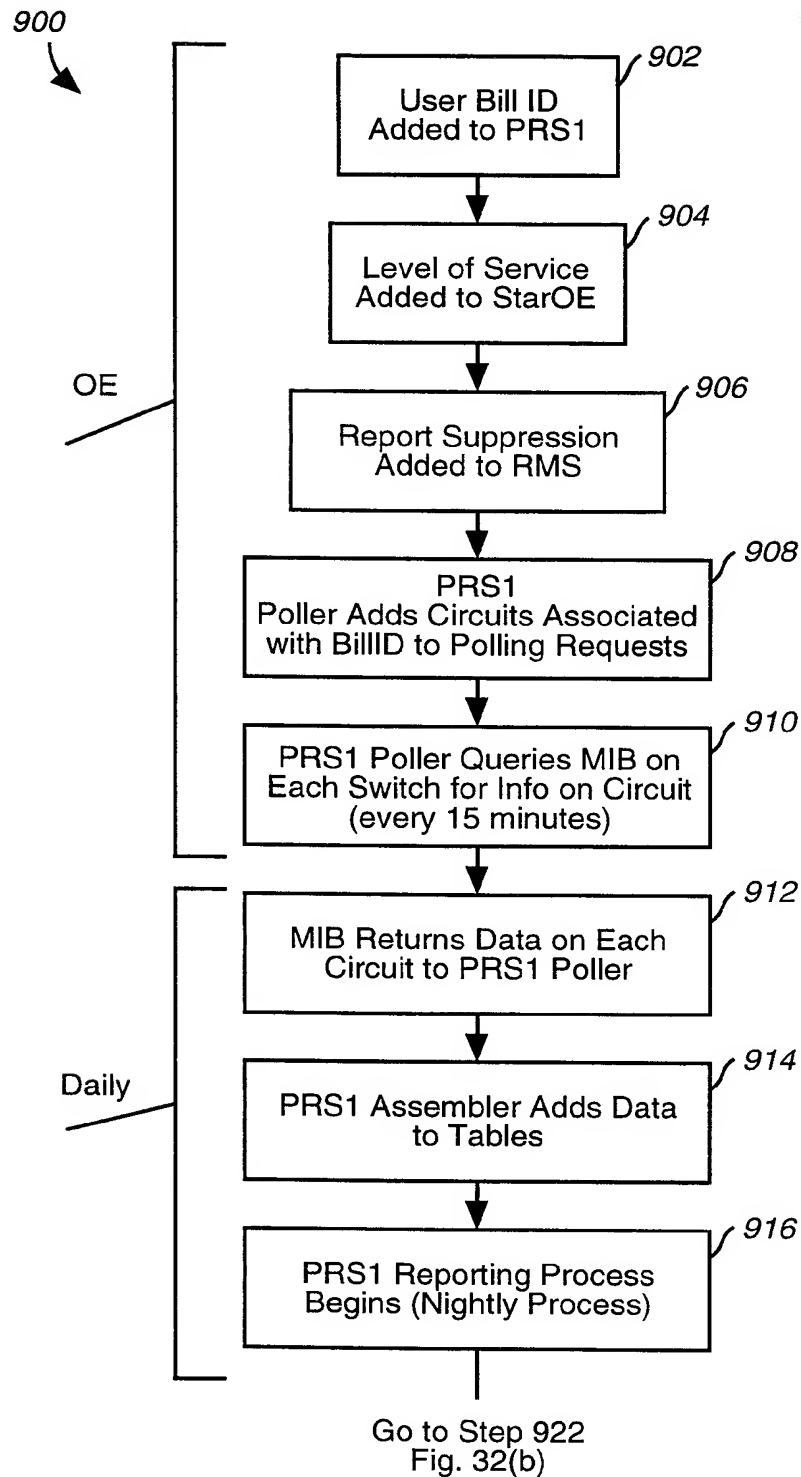 900
902
User Bill ID
Added to PRS1
904
Level of Service
Added to StarOE
OE
906
Report Suppression
Added to RMS
908
PRS1
Poller Adds Circuits Associated
with BillID to Polling Requests
910
PRS1 Poller Queries MIB on
Each Switch for Info on Circuit
(every 15 minutes)
912
MIB Returns Data on Each
Circuit to PRS1 Poller
Daily
914
PRS1 Assembler Adds Data
to Tables
916
PRS1 Reporting Process
Begins (Nightly Process)
Go to Step 922
Fig. 32(b)